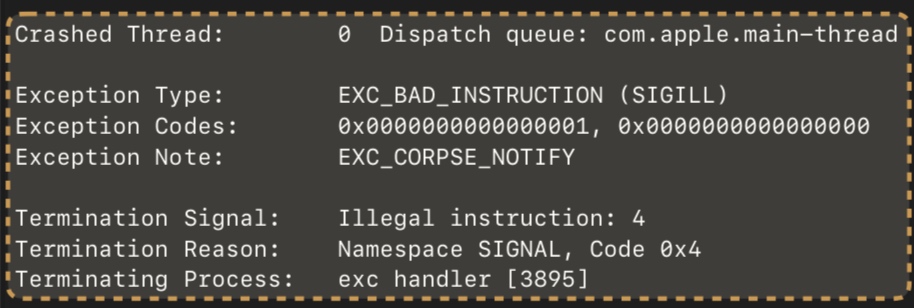 Crashed Thread: 0 Dispatch queue: com.apple.main-thread
Exception Type: EXC_BAD_INSTRUCTION (SIGILL)
Exception Codes: 0x0000000000000001, 0x0000000000000000
Exception Note: EXC_CORPSE_NOTIFY
Termination Signal: Illegal instruction: 4
Termination Reason: Namespace SIGNAL, Code 0x4
Terminating Process: exc handler [3895]